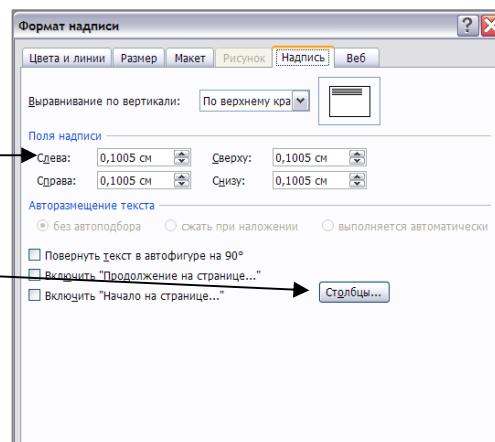 Формат надписи
Цвета и линии Размер Макет Рисунок Надпись Веб
Выравнивание по вертикали: По верхнему кра
Поля надписи
Слева: 0,1005 см Сверху: 0,1005 см
Справа: 0,1005 см Снизу: 0,1005 см
Авторазмещение текста
без автоподбора сжать при наложении выполняется автоматически
Повернуть текст в автофигуре на 90°
Включить "Продолжение на странице..."
Включить "Начало на странице..." Столбцы...